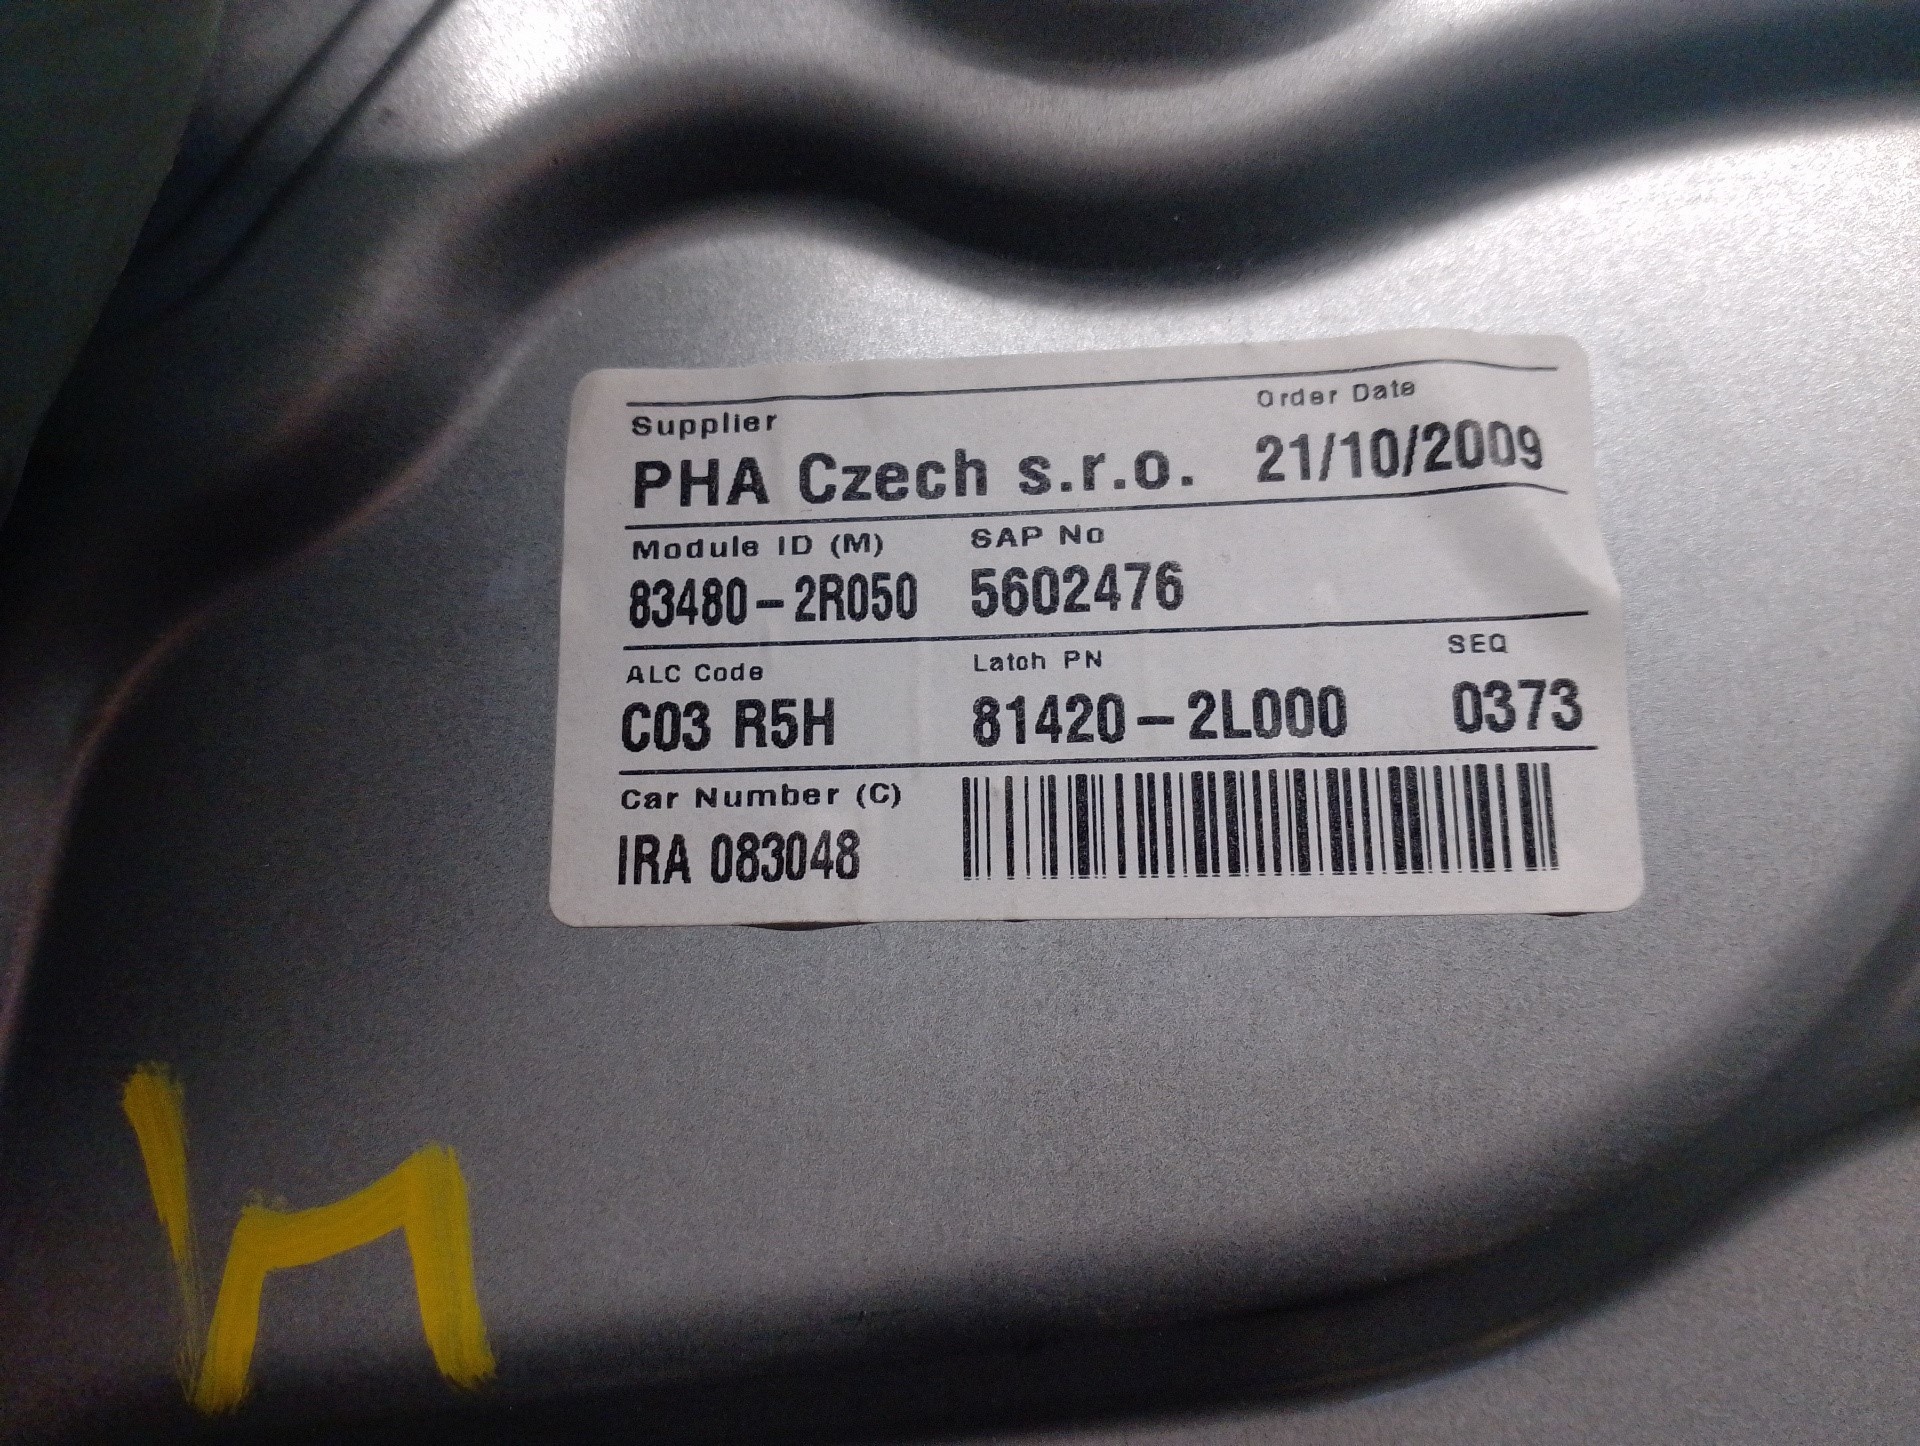 Supplier
Order Date
PHA Czech s.r.o.
21/10/2009
Module ID (M)
SAP No
83480-2R050
5602476
ALC Code
Latch PN
SEQ
C03 R5H
81420-2L000
0373
Car Number (C)
IRA 083048